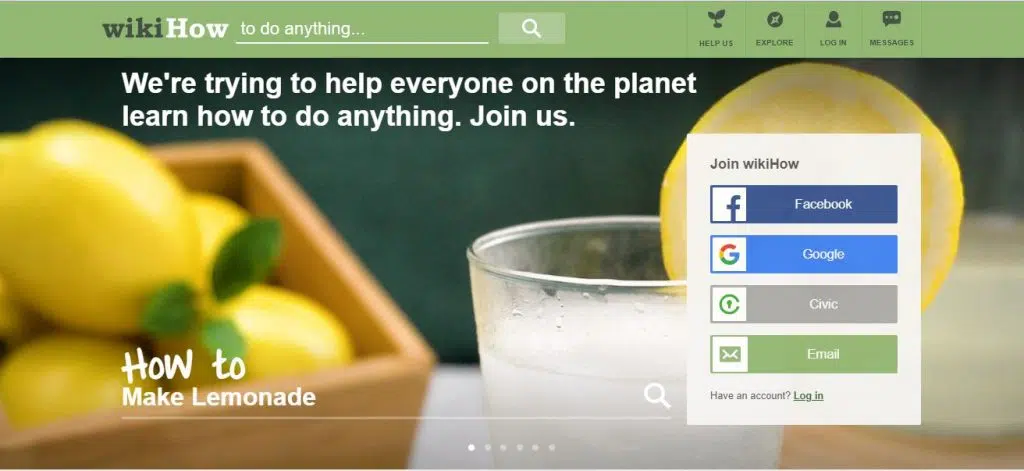 wikiHow to do anything...
HELP US EXPLORE LOG IN MESSAGES
We're trying to help everyone on the planet
learn how to do anything. Join us.
Join wikiHow
Facebook
Google
Civic
Email
Have an account? Log in
How to
Make Lemonade